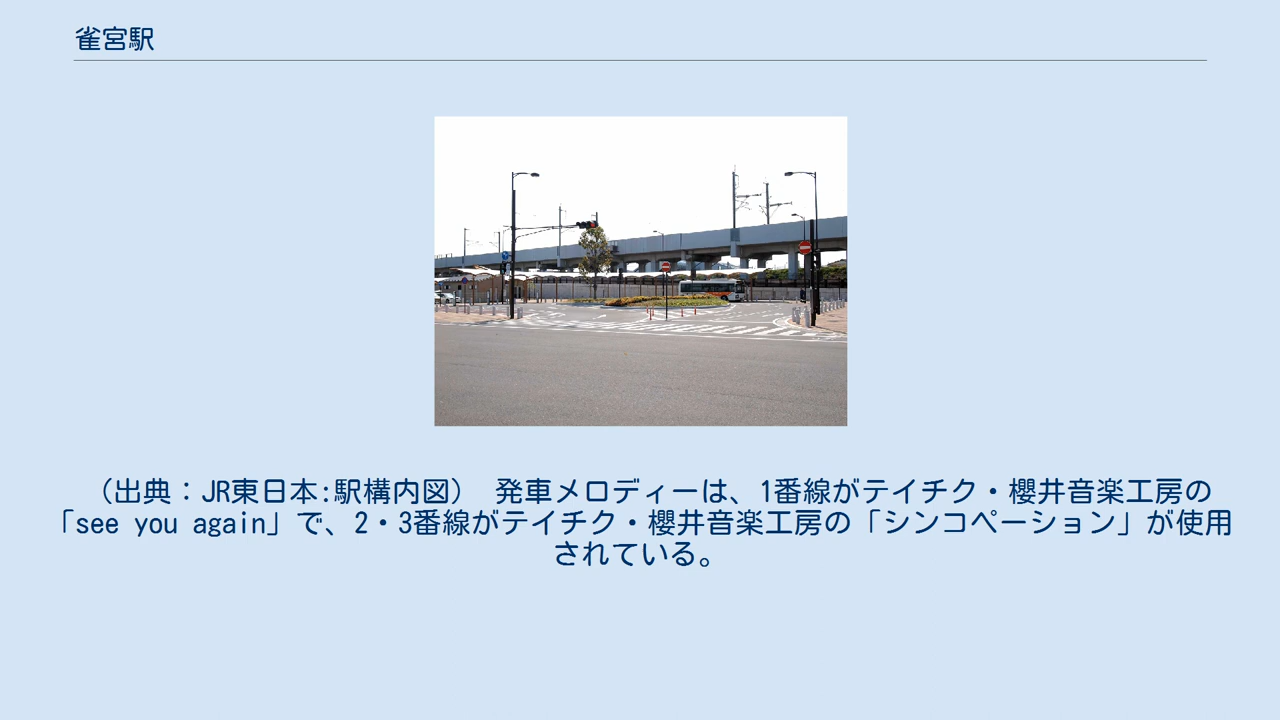 雀宮駅
（出典：JR東日本:駅構内図） 発車メロディーは、1番線がテイチク・櫻井音楽工房の
「see you again」で、2・3番線がテイチク・櫻井音楽工房の「シンコペーション」が使用
されている。